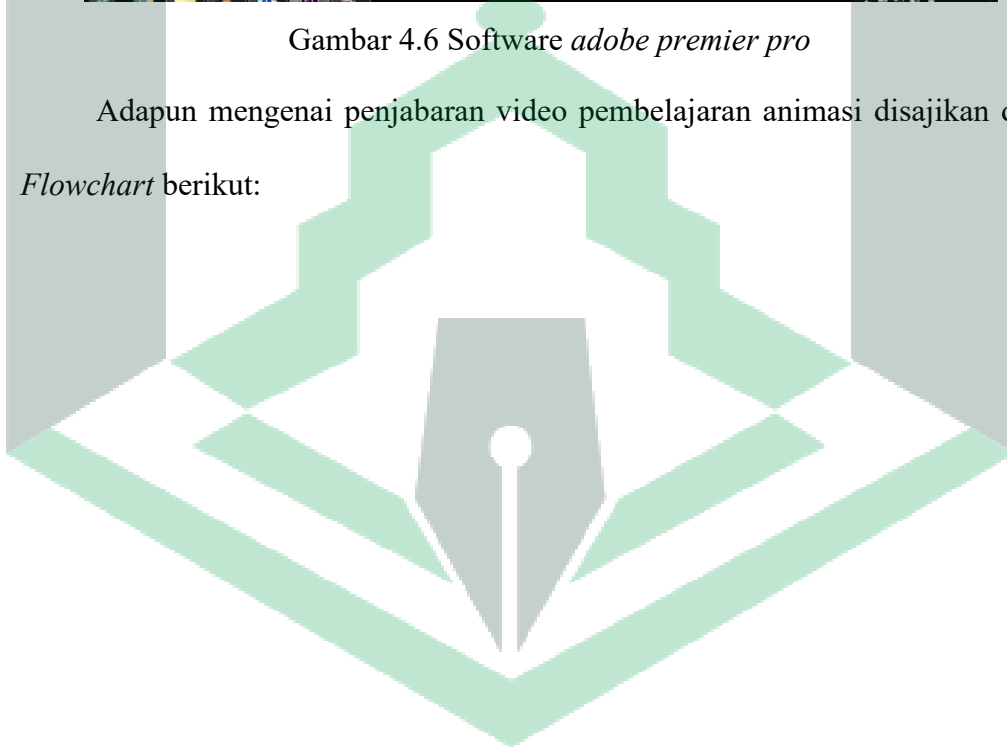 Gambar 4.6 Software adobe premier pro
Adapun mengenai penjabaran video pembelajaran animasi disajikan
Flowchart berikut: